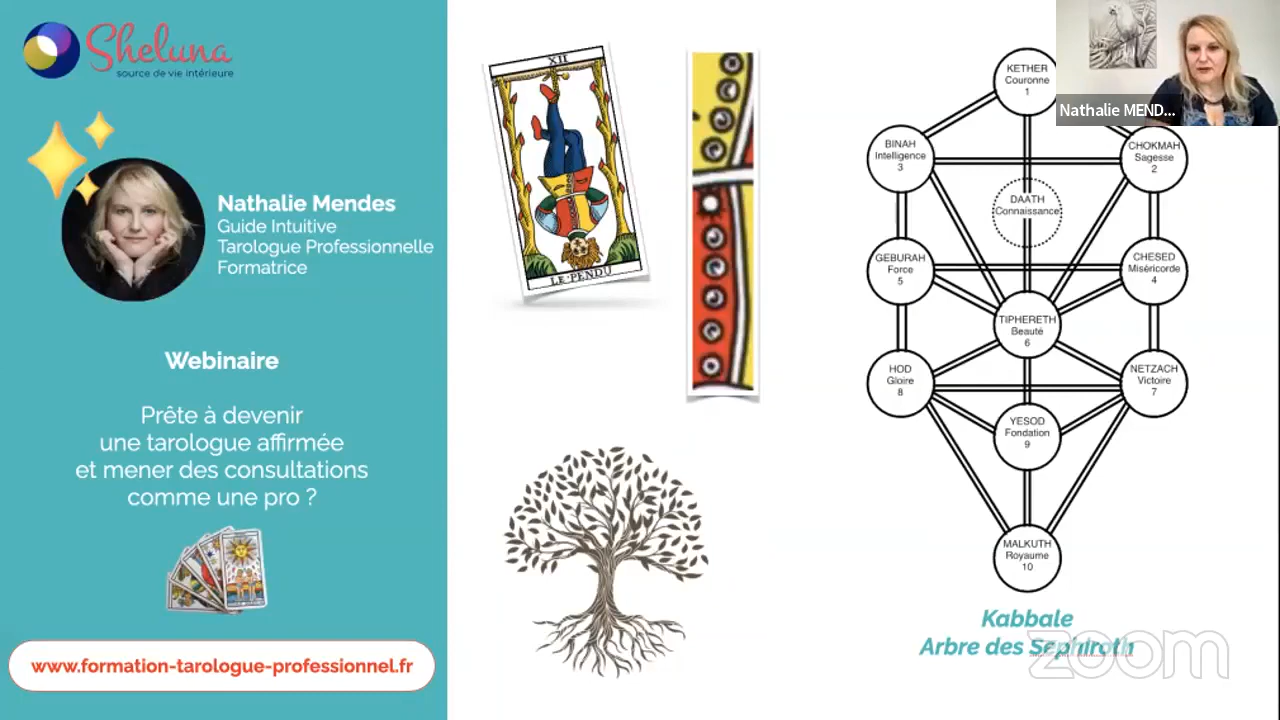 Sheluna
source de vie intérieure
Nathalie Mendes
Guide Intuitive
Tarologue Professionnelle
Formatrice
Webinaire
Prête à devenir
une tarologue affirmée
et mener des consultations
comme une pro ?
www.formation-tarologue-professionnel.fr
XII
LE·PENDU
KETHER
Couronne
1
Nathalie MEND...
BINAH
Intelligence
3
CHOKMAH
Sagesse
2
DAATH
Connaissance
GEBURAH
Force
5
CHESED
Miséricorde
4
TIPHERETH
Beauté
6
HOD
Gloire
8
NETZACH
Victoire
7
YESOD
Fondation
9
MALKUTH
Royaume
10
Kabbale
Arbre des Sephiroth
zoom